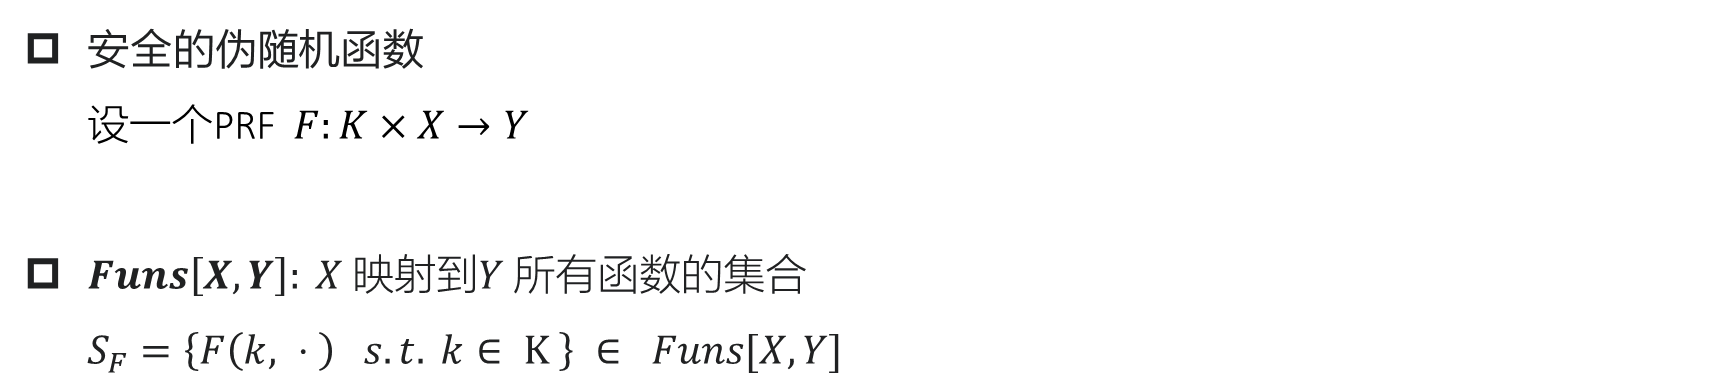 安全的伪随机函数
设一个PRF F: K × X → Y
Funs[X, Y]: X 映射到Y 所有函数的集合
S_F = {F(k, · ) s.t. k ∈ K} ∈ Funs[X, Y]